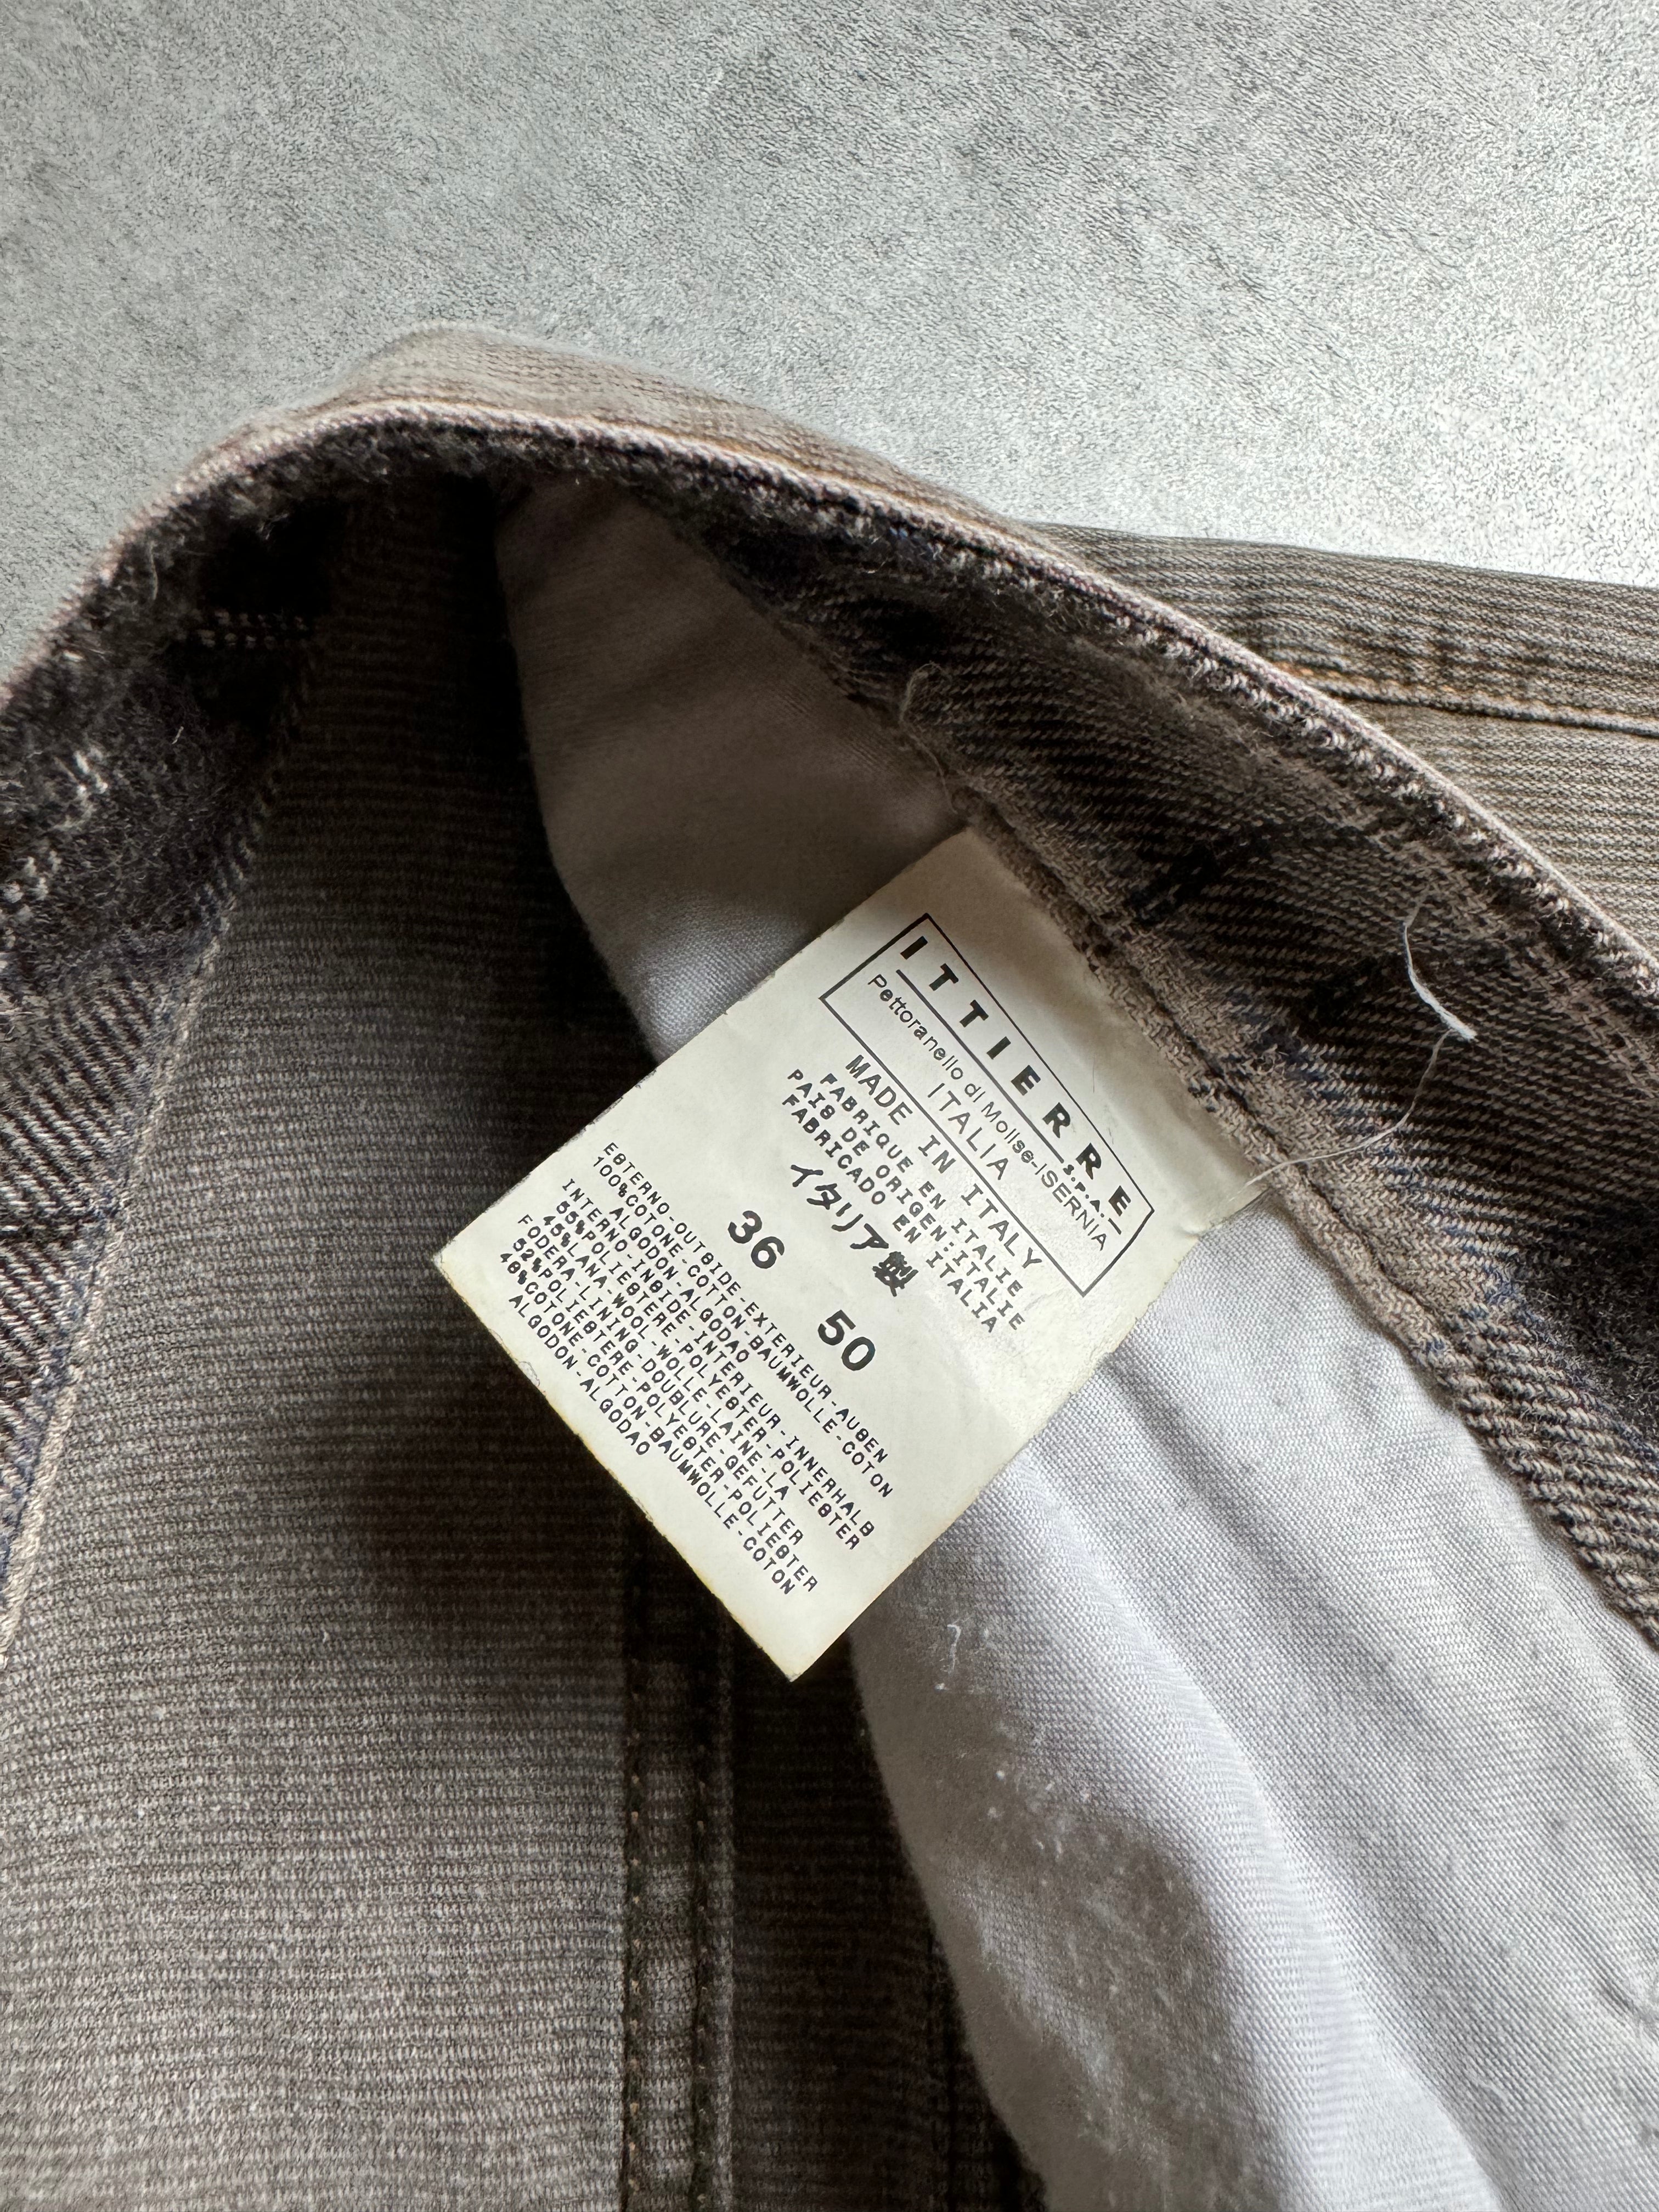 ITTIERRE
S.P.A.
Pettoranello di Molise-ISERNIA
ITALIA
MADE IN ITALY
FABRIQUE EN ITALIE
PAIS DE ORIGEN:ITALIE
FABRICADO EN ITALIA
イタリア製
36 50
ESTERNO-OUTSIDE-EXTERIEUR-AUSEN
100%COTONE-COTTON-BAUMWOLLE-COTON
ALGODON-ALGODAO
INTERNO-INSIDE-INTERIEUR-INNERHALB
55%POLIESTERE-POLYESTER-POLIESTER
45%LANA-WOOL-WOLLE-LAINE-LA
FODERA-LINING-DOUBLURE-GEFUTTER
52%POLIESTERE-POLYESTER-POLIESTER
48%COTONE-COTTON-BAUMWOLLE-COTON
ALGODON-ALGODAO